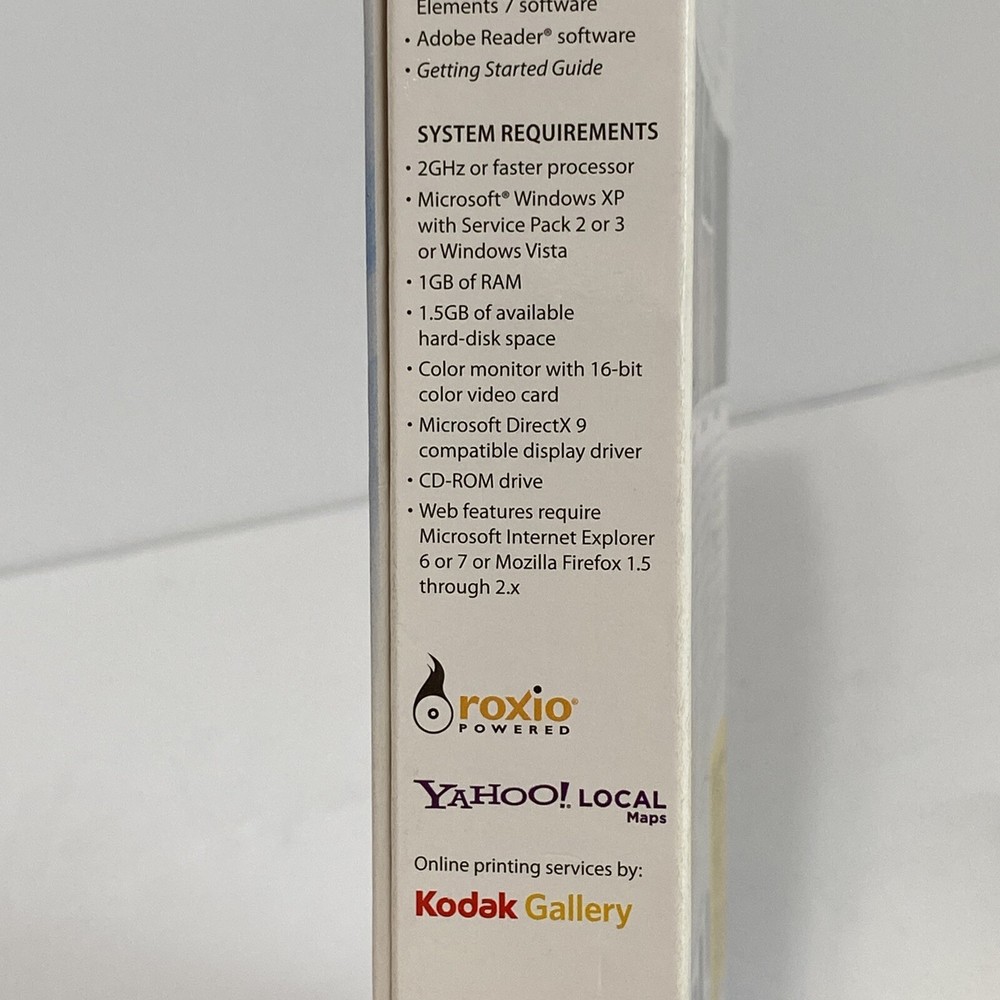 Elements 7 software
• Adobe Reader® software
• Getting Started Guide
SYSTEM REQUIREMENTS
• 2GHz or faster processor
• Microsoft® Windows XP
with Service Pack 2 or 3
or Windows Vista
• 1GB of RAM
• 1.5GB of available
hard-disk space
• Color monitor with 16-bit
color video card
• Microsoft DirectX 9
compatible display driver
• CD-ROM drive
• Web features require
Microsoft Internet Explorer
6 or 7 or Mozilla Firefox 1.5
through 2.x
roxio®
POWERED
YAHOO! LOCAL
Maps
Online printing services by:
Kodak Gallery